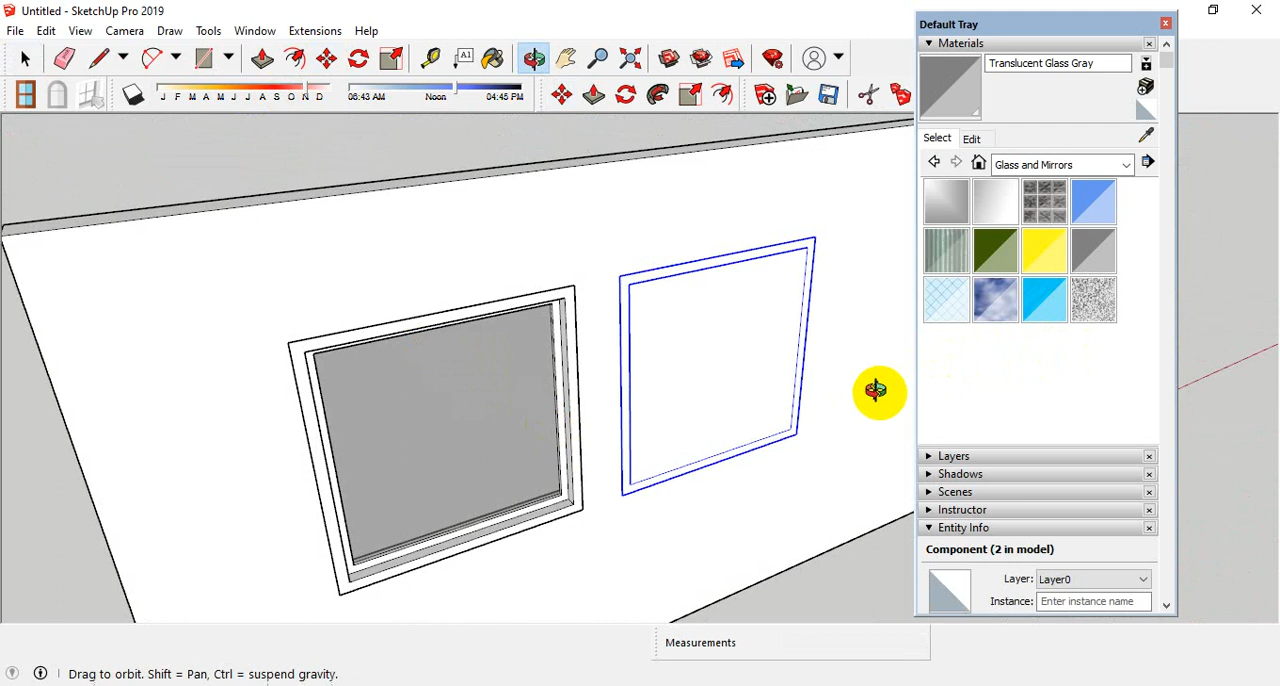 Untitled - SketchUp Pro 2019
File Edit View Camera Draw Tools Window Extensions Help
A1
J F M A M J J A S O N D 06:43 AM Noon 04:45 PM
Default Tray
Materials
Translucent Glass Gray
Select Edit
Glass and Mirrors
Layers
Shadows
Scenes
Instructor
Entity Info
Component (2 in model)
Layer: Layer0
Instance: Enter instance name
Measurements
Drag to orbit. Shift = Pan, Ctrl = suspend gravity.